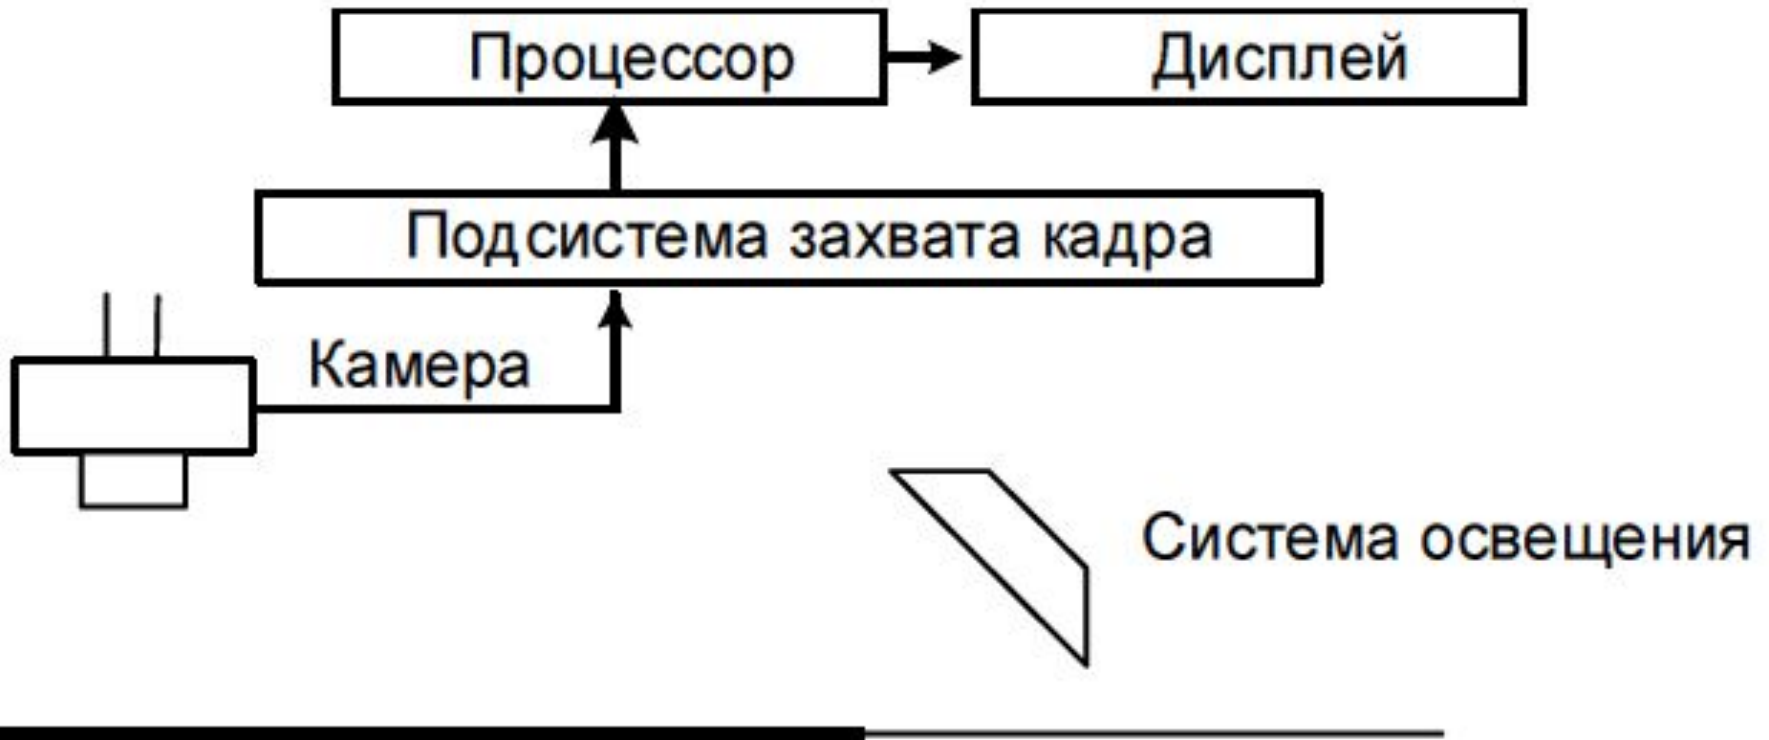 Процессор
Дисплей
Подсистема захвата кадра
Камера
Система освещения